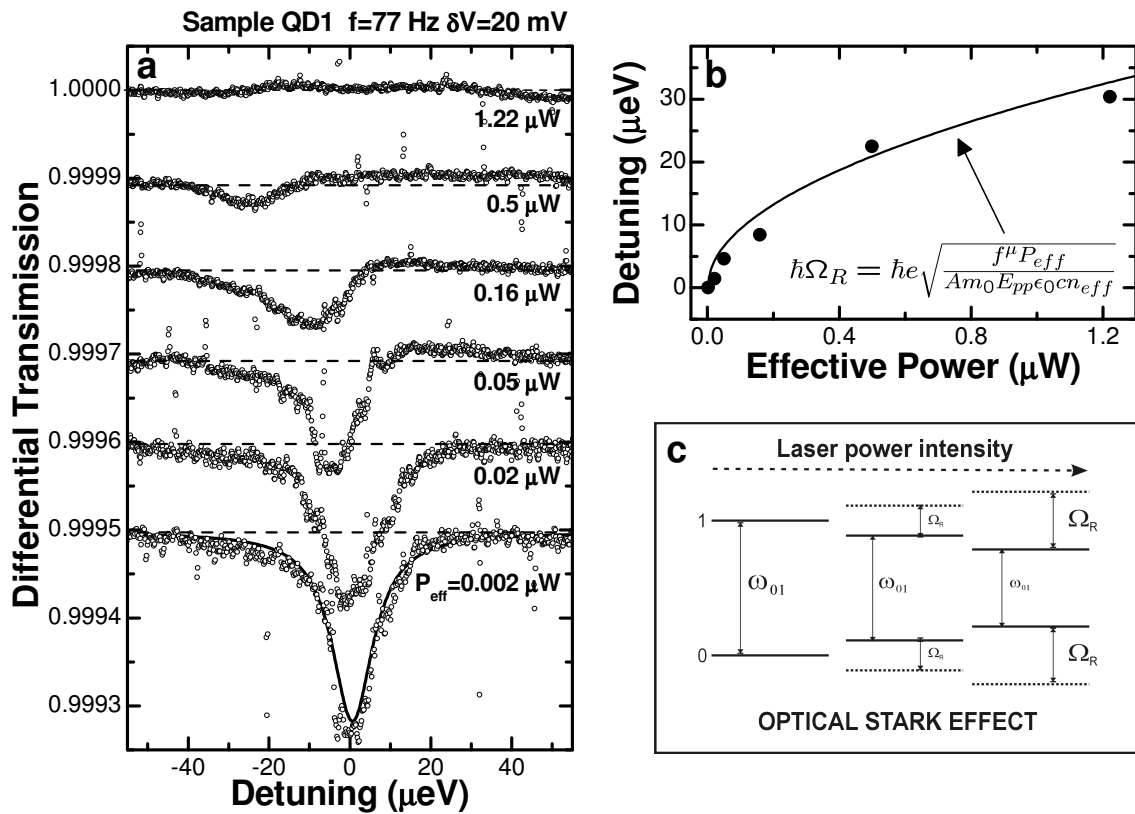 Sample QD1 f=77 Hz δV=20 mV
a
Differential Transimission
1.0000
0.9999
0.9998
0.9997
0.9996
0.9995
0.9994
0.9993
1.22 μW
0.5 μW
0.16 μW
0.05 μW
0.02 μW
P_eff=0.002 μW
-40 -20 0 20 40
Detuning (μeV)
b
Detuning (μeV)
30
20
10
0
ħΩ_R = ħe√(f^μ P_eff / A m_0 E_pp ϵ_0 c n_eff)
0.0 0.4 0.8 1.2
Effective Power (μW)
c
Laser power intensity
1
ω_01
0
Ω_R
ω_01
Ω_R
Ω_R
ω_01
Ω_R
OPTICAL STARK EFFECT